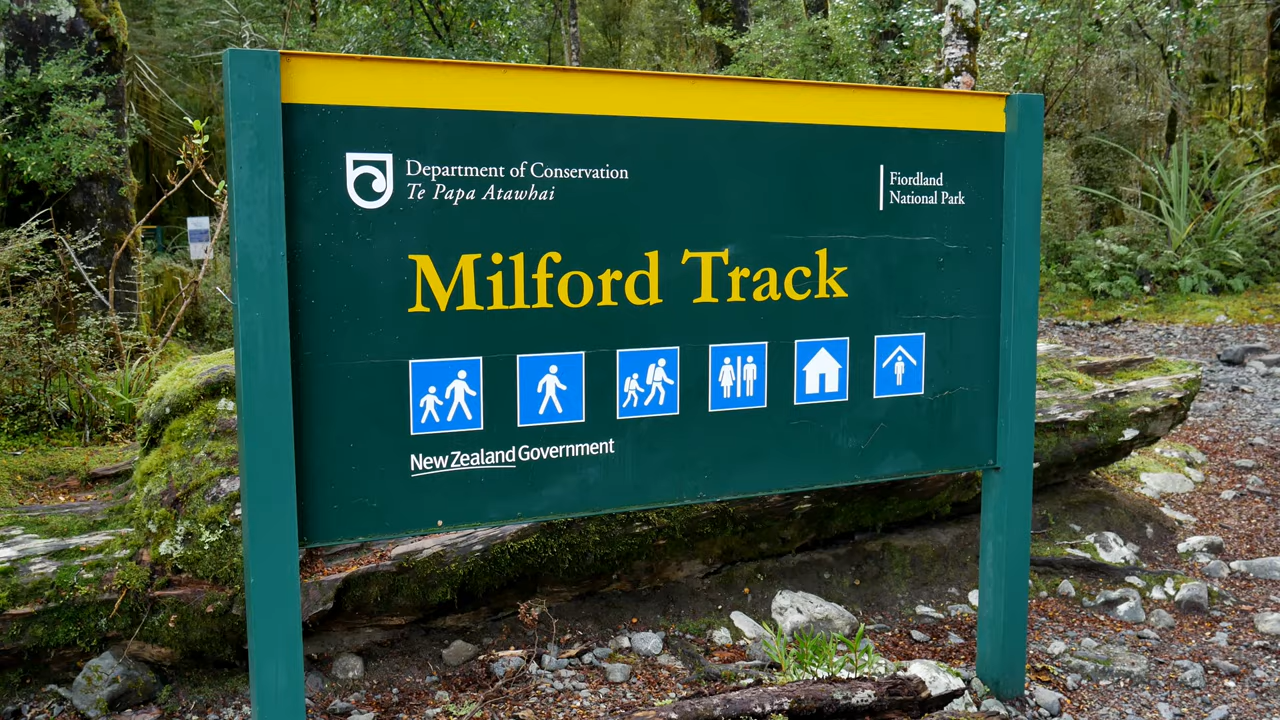 Department of Conservation
Te Papa Atawhai
Fiordland
National Park
Milford Track
New Zealand Government